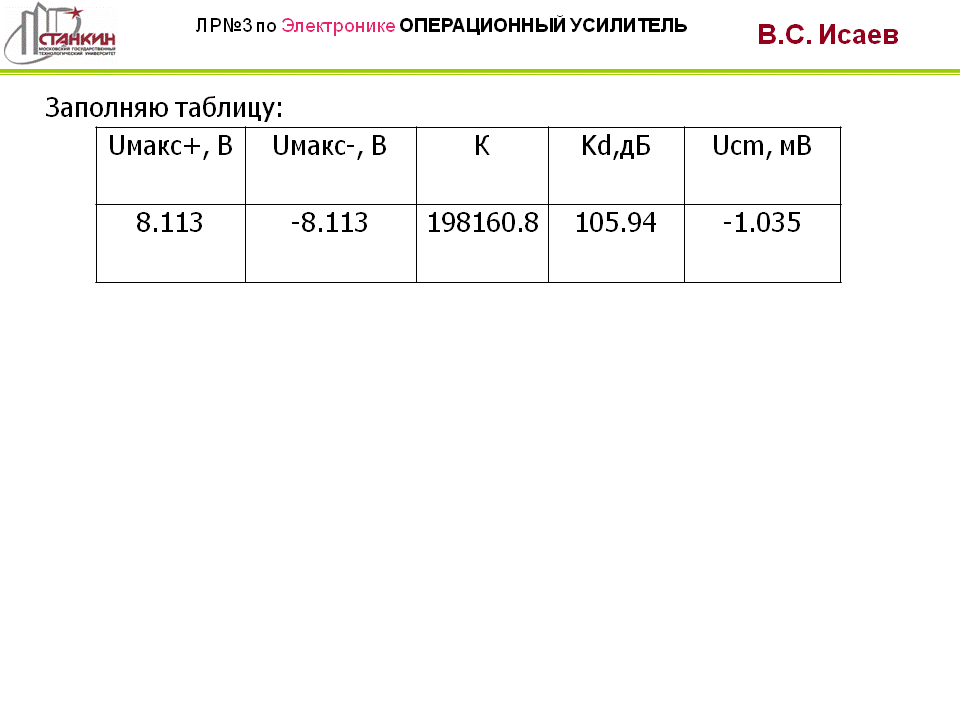 СТАНКИН
МОСКОВСКИЙ ГОСУДАРСТВЕННЫЙ
ТЕХНОЛОГИЧЕСКИЙ УНИВЕРСИТЕТ
ЛР№3 по Электронике ОПЕРАЦИОННЫЙ УСИЛИТЕЛЬ
В.С. Исаев
Заполняю таблицу:
Uмакс+, В Uмакс-, В К Kd,дБ Ucm, мВ
8.113 -8.113 198160.8 105.94 -1.035